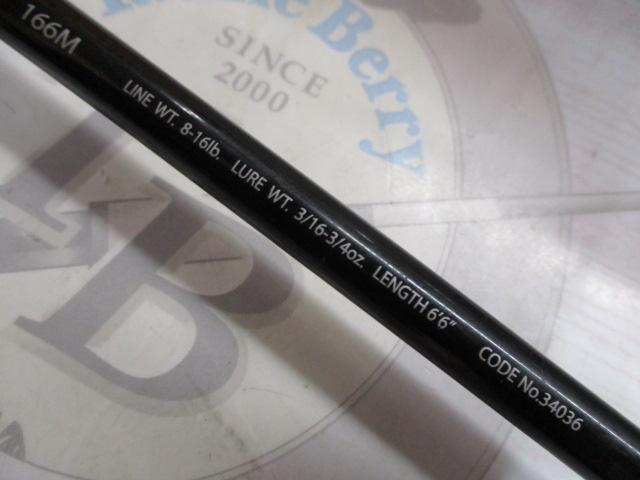 Berry
SINCE
2000
166M LINE WT. 8-16lb. LURE WT. 3/16-3/4oz. LENGTH 6'6" CODE No.34036
B